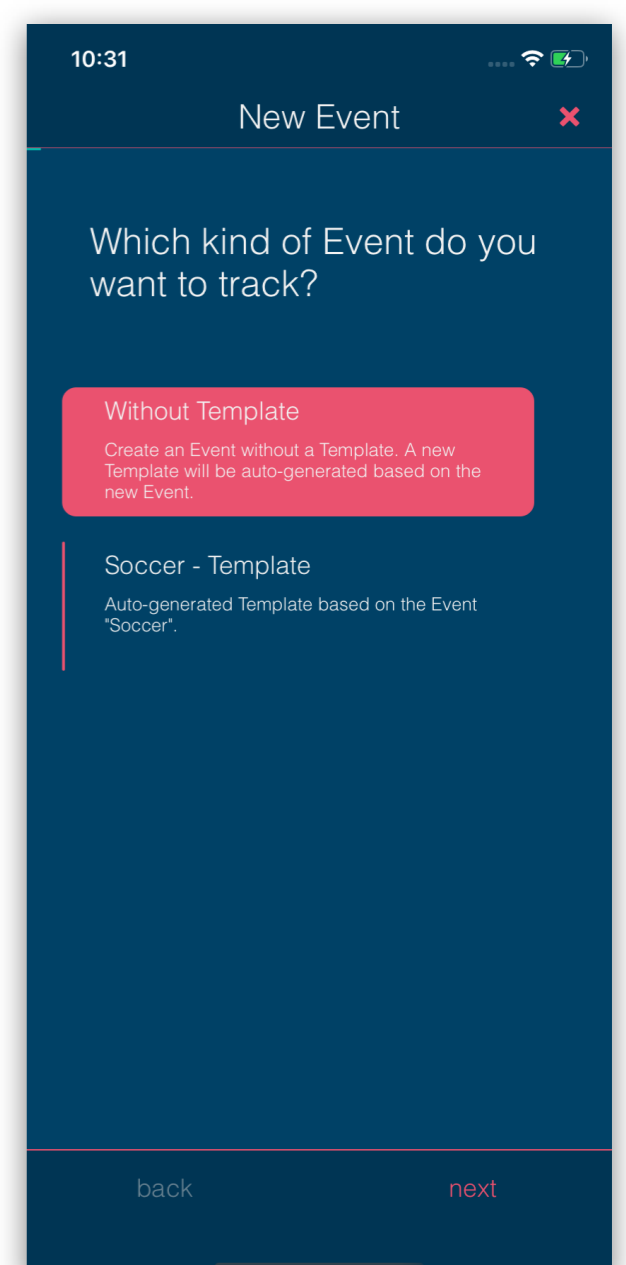 10:31
New Event
Which kind of Event do you
want to track?
Without Template
Create an Event without a Template. A new
Template will be auto-generated based on the
new Event.
Soccer - Template
Auto-generated Template based on the Event
"Soccer".
back
next